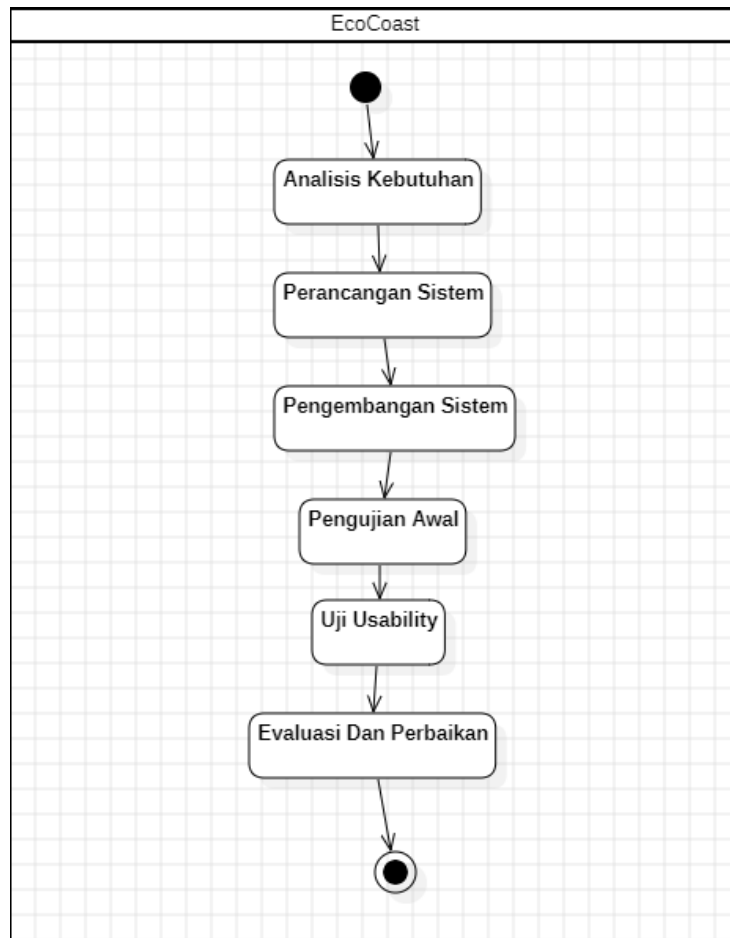 EcoCoast
Analisis Kebutuhan
Perancangan Sistem
Pengembangan Sistem
Pengujian Awal
Uji Usability
Evaluasi Dan Perbaikan